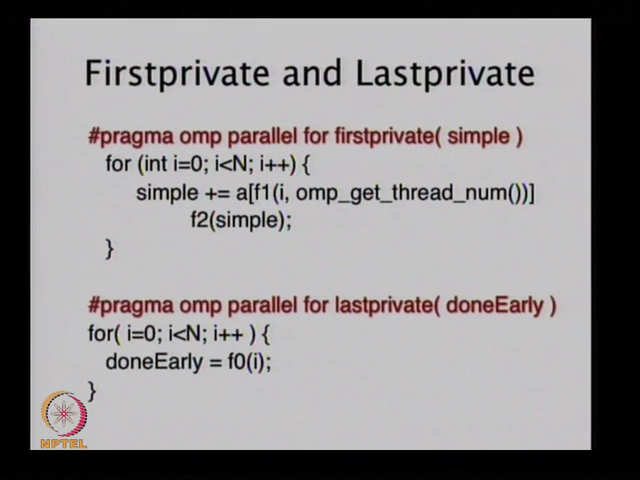 Firstprivate and Lastprivate
#pragma omp parallel for firstprivate( simple )
for (int i=0; i<N; i++) {
simple += a[f1(i, omp_get_thread_num())]
f2(simple);
}
#pragma omp parallel for lastprivate( doneEarly )
for( i=0; i<N; i++ ) {
doneEarly = f0(i);
}
NPTEL